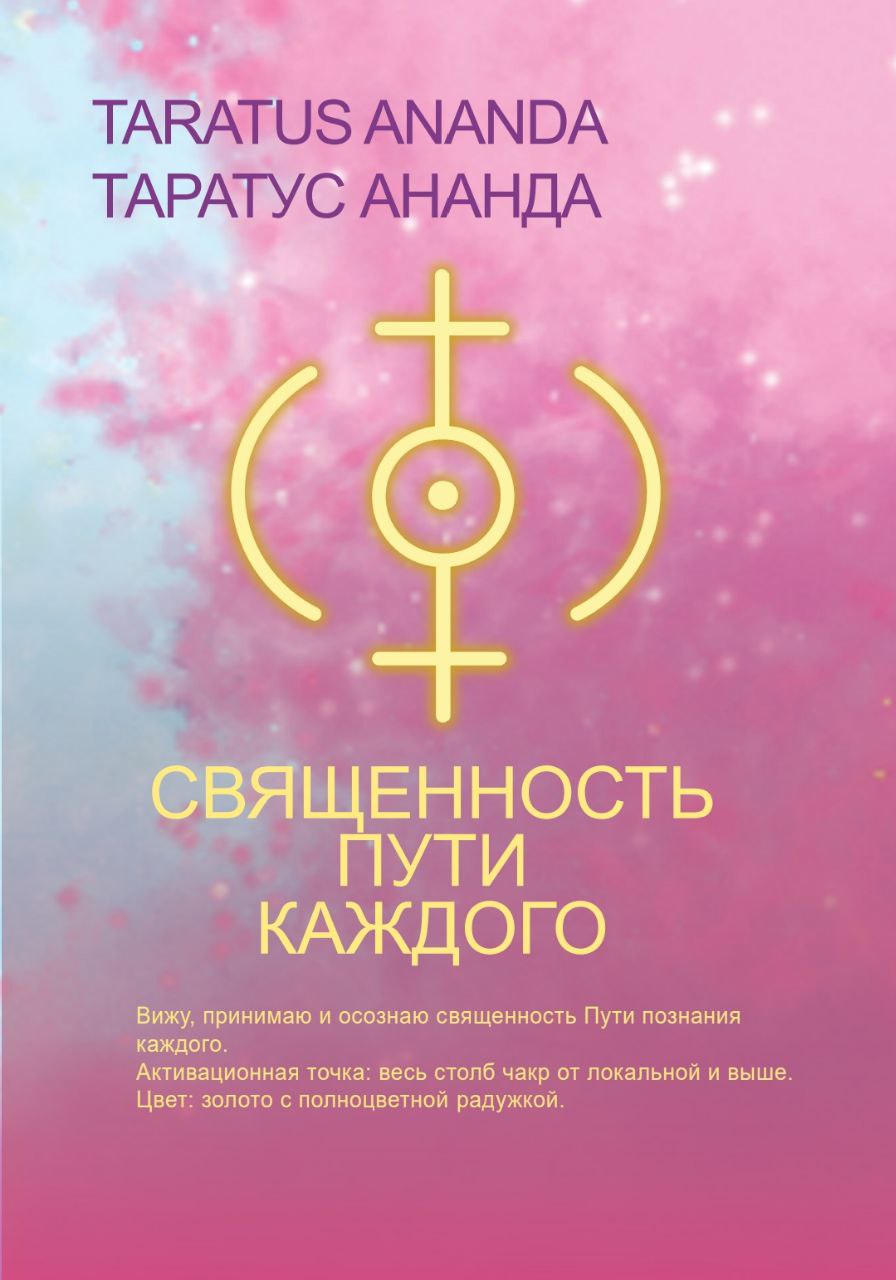 TARATUS ANANDA
ТАРАТУС АНАНДА
СВЯЩЕННОСТЬ
ПУТИ
КАЖДОГО
Вижу, принимаю и осознаю священность Пути познания
каждого.
Активационная точка: весь столб чакр от локальной и выше.
Цвет: золото с полноцветной радужкой.